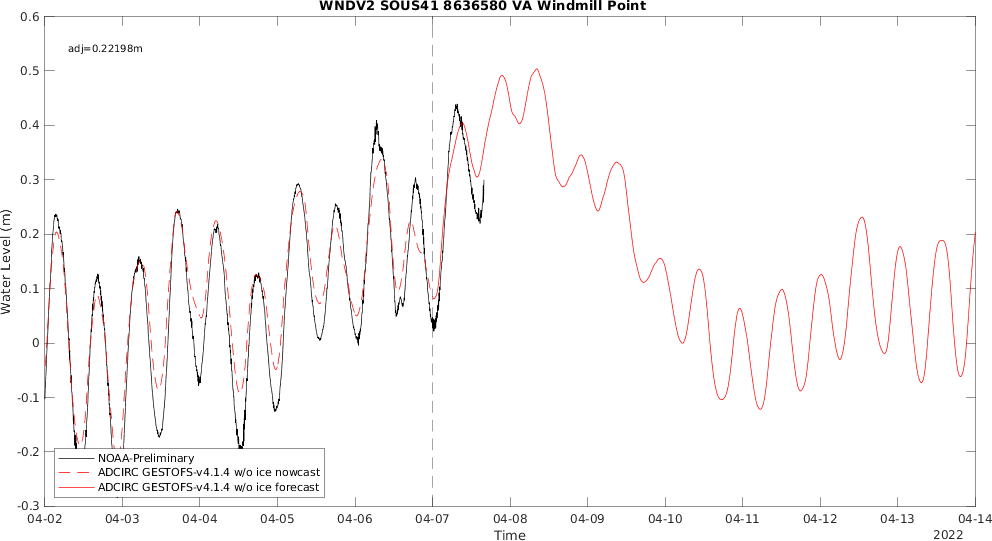 WNDV2 SOUS41 8636580 VA Windmill Point
adj=0.22198m
Water Level (m)
0.6
0.5
0.4
0.3
0.2
0.1
0
-0.1
-0.2
-0.3
NOAA-Preliminary
ADCIRC GESTOFS-v4.1.4 w/o ice nowcast
ADCIRC GESTOFS-v4.1.4 w/o ice forecast
04-02 04-03 04-04 04-05 04-06 04-07 04-08 04-09 04-10 04-11 04-12 04-13 04-14
Time
2022